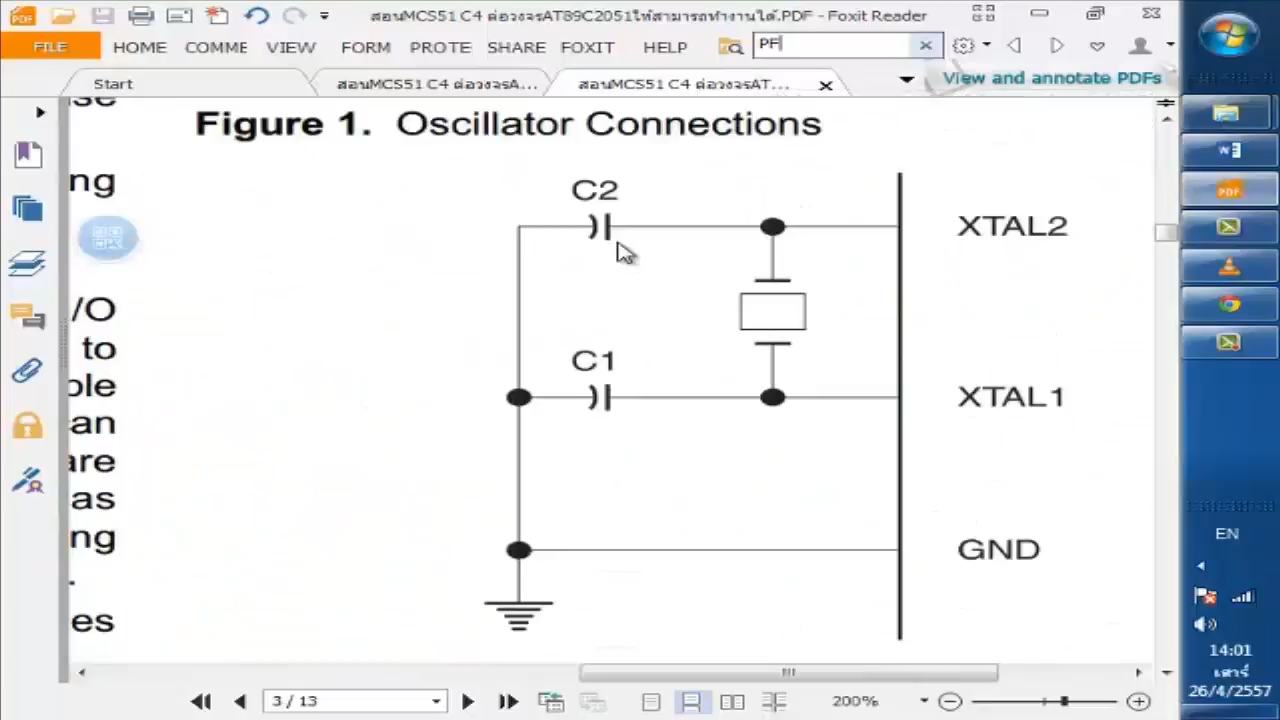 สอนMCS51 C4 ต่อวงจรAT89C2051ให้สามารถทำงานได้.PDF - Foxit Reader
FILE HOME COMME VIEW FORM PROTE SHARE FOXIT HELP PF
Start สอนMCS51 C4 ต่อวงจรA... สอนMCS51 C4 ต่อวงจรAT... View and annotate PDFs
Figure 1. Oscillator Connections
ng
/O
to
ple
can
are
as
ng
es
C2
XTAL2
C1
XTAL1
GND
3 / 13
200%
EN
14:01
เสาร์
26/4/2557